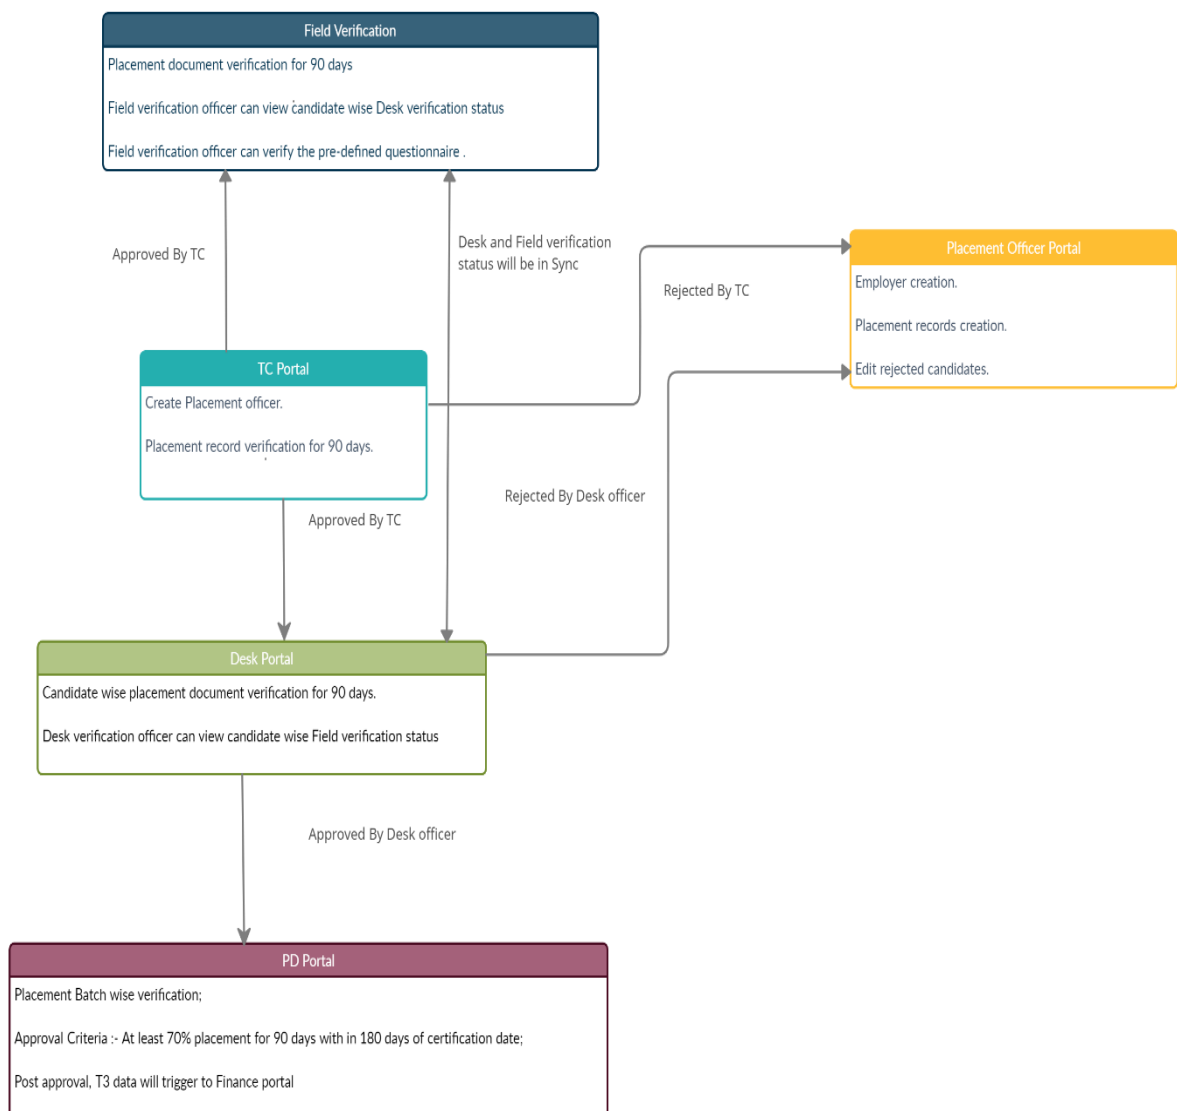 Field Verification
Placement document verification for 90 days
Field verification officer can view candidate wise Desk verification status
Field verification officer can verify the pre-defined questionnaire .
Approved By TC
Desk and Field verification
status will be in Sync
Rejected By TC
Placement Officer Portal
Employer creation.
Placement records creation.
Edit rejected candidates.
TC Portal
Create Placement officer.
Placement record verification for 90 days.
Approved By TC
Rejected By Desk officer
Desk Portal
Candidate wise placement document verification for 90 days.
Desk verification officer can view candidate wise Field verification status
Approved By Desk officer
PD Portal
Placement Batch wise verification;
Approval Criteria :- At least 70% placement for 90 days with in 180 days of certification date;
Post approval, T3 data will trigger to Finance portal